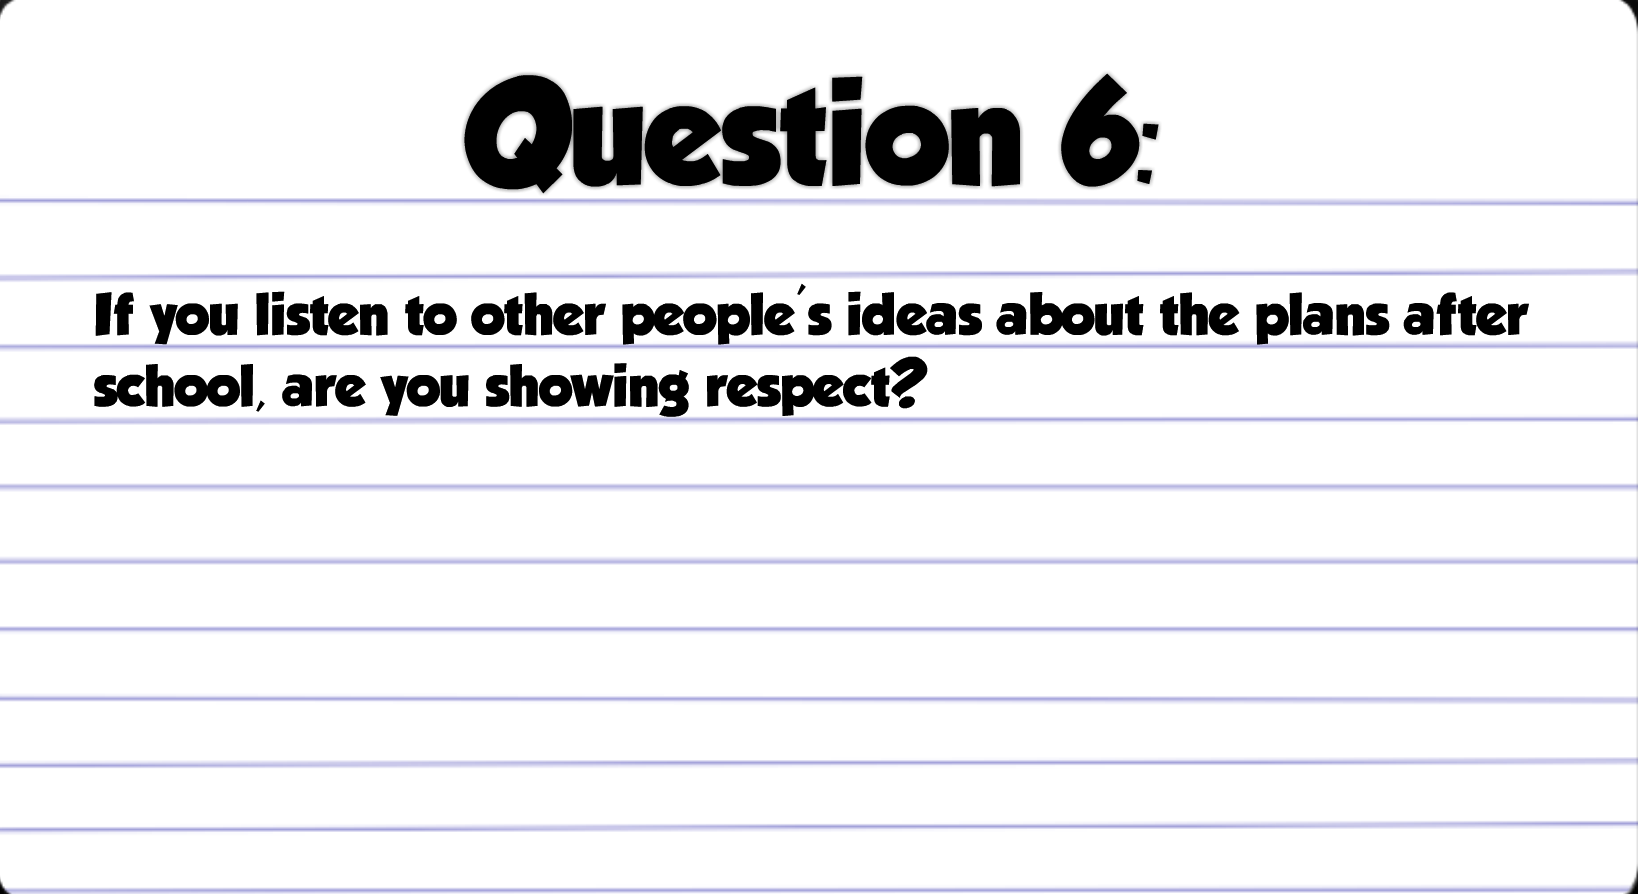 Question 6:
If you listen to other people's ideas about the plans after
school, are you showing respect?